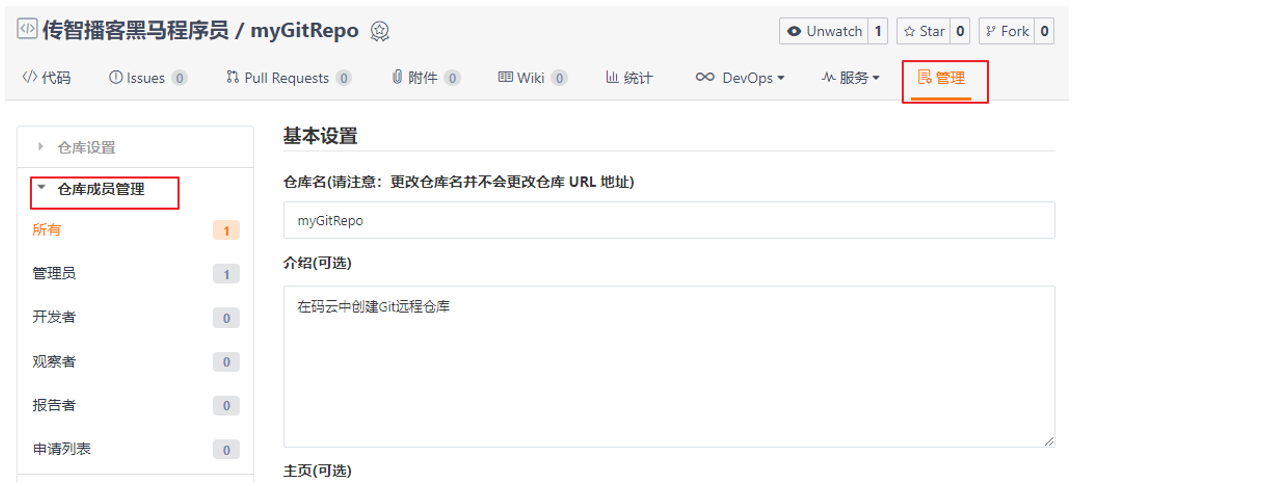 传智播客黑马程序员 / myGitRepo
Unwatch 1 Star 0 Fork 0
代码 Issues 0 Pull Requests 0 附件 0 Wiki 0 统计 DevOps 服务 管理
仓库设置
仓库成员管理
所有 1
管理员 1
开发者 0
观察者 0
报告者 0
申请列表 0
基本设置
仓库名(请注意：更改仓库名并不会更改仓库 URL 地址)
myGitRepo
介绍(可选)
在码云中创建Git远程仓库
主页(可选)